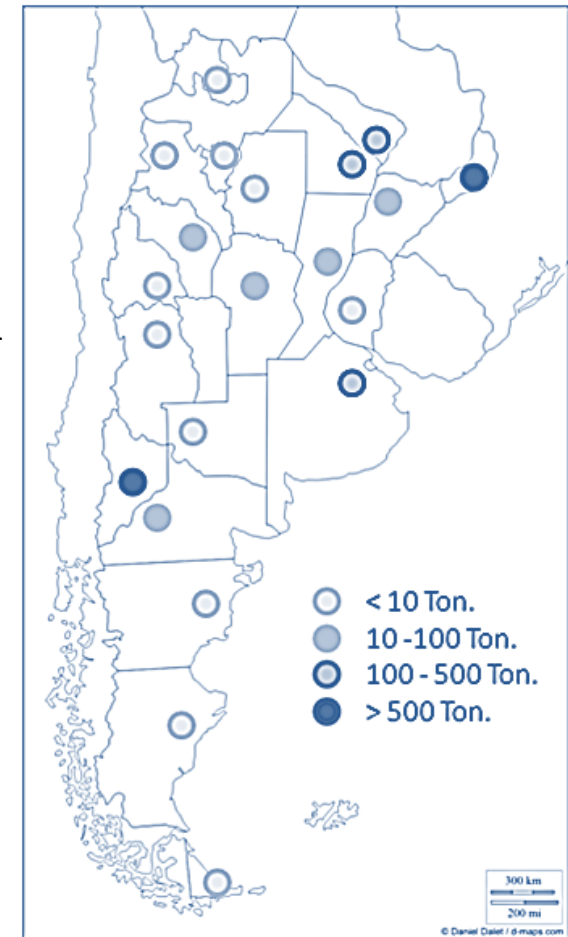 < 10 Ton.
10 -100 Ton.
100 - 500 Ton.
> 500 Ton.
300 km
200 mi
© Daniel Dalet / d-maps.com